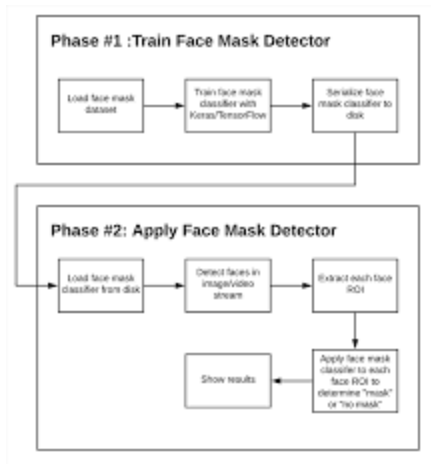 Phase #1 :Train Face Mask Detector
Load face mask
dataset
Train face mask
classifier with
Keras/TensorFlow
Serialize face
mask classifier to
disk
Phase #2: Apply Face Mask Detector
Load face mask
classifier from disk
Detect faces in
image/video
stream
Extract each face
ROI
Show results
Apply face mask
classifer to each
face ROI to
determine "mask"
or "no mask"